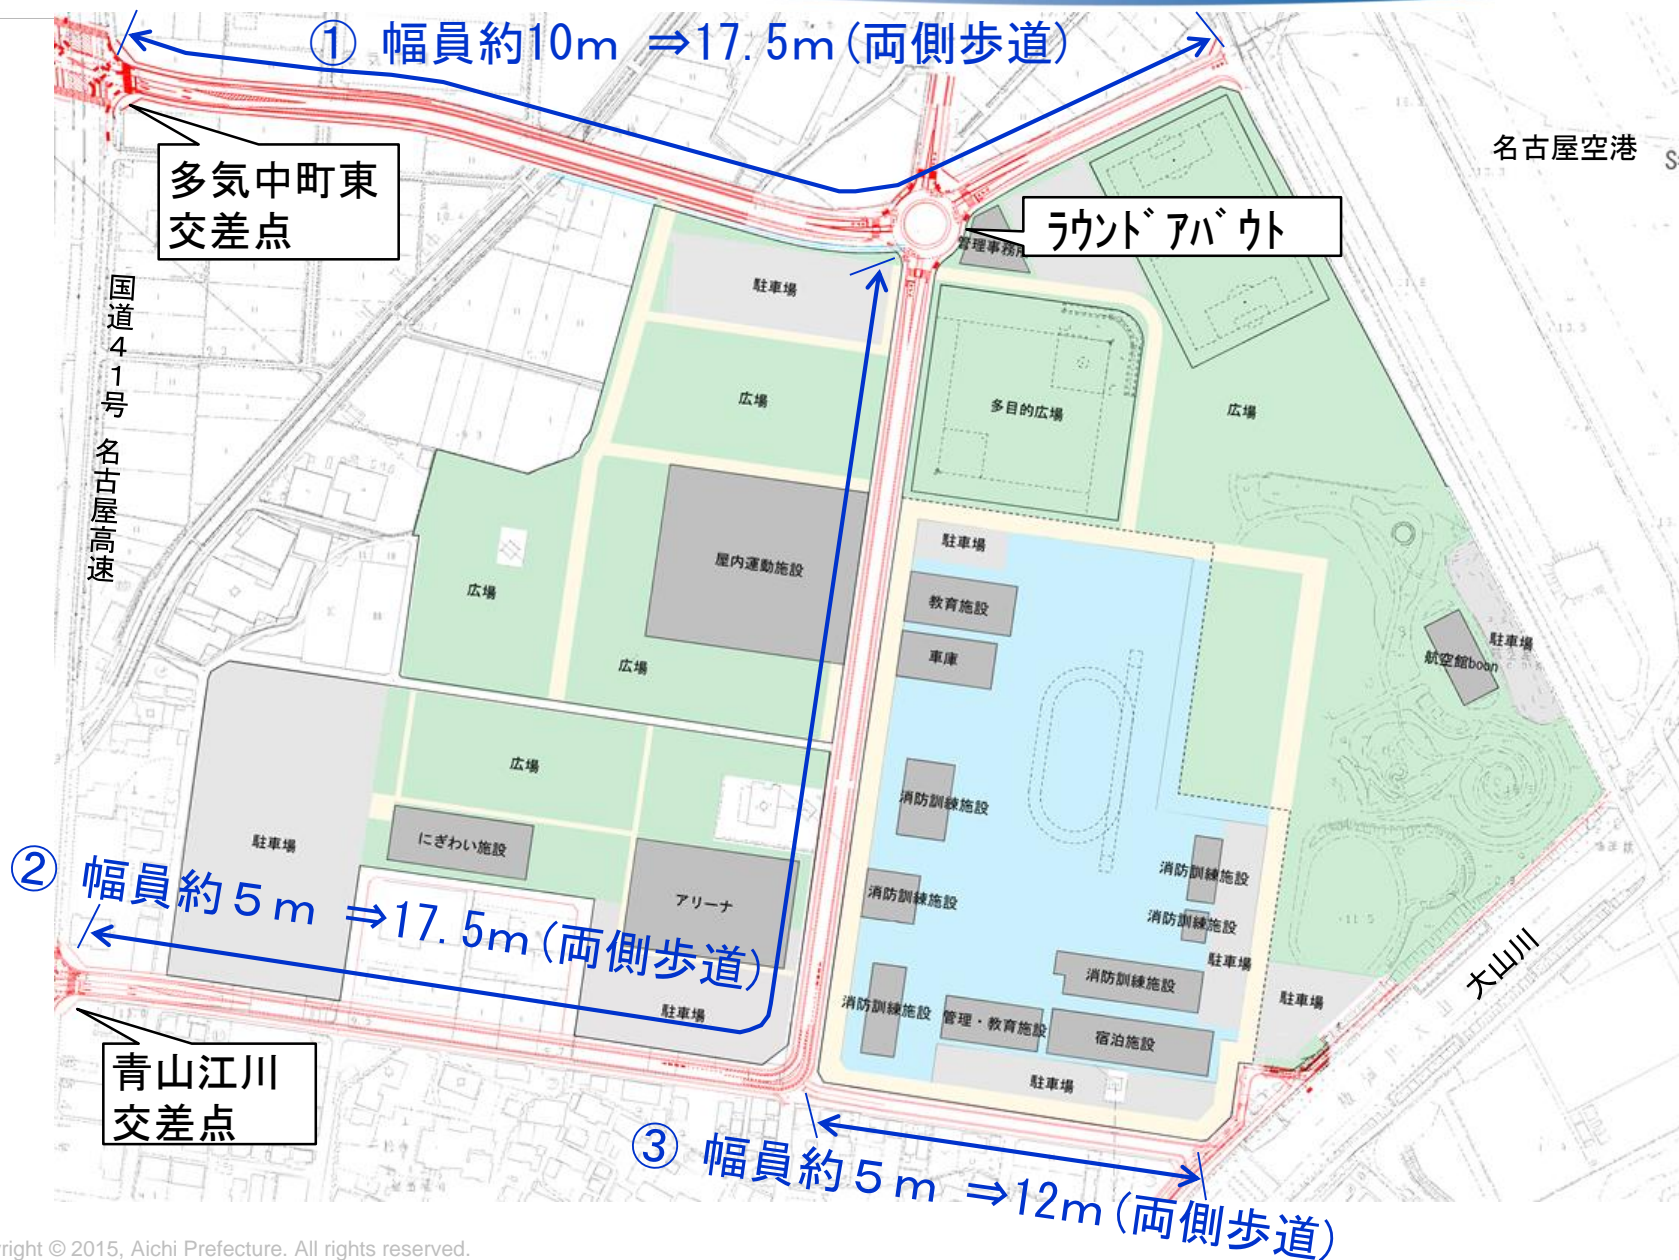 ① 幅員約10m ⇒17.5m(両側歩道)
名古屋空港
多気中町東
交差点
ラウンドアバウト
管理事務所
国道41号 名古屋高速
駐車場
広場
多目的広場
広場
駐車場
屋内運動施設
教育施設
広場
車庫
駐車場
航空館boon
広場
広場
消防訓練施設
にぎわい施設
駐車場
消防訓練施設
② 幅員約5m ⇒17.5m(両側歩道)
アリーナ
消防訓練施設
消防訓練施設
駐車場
大山川
消防訓練施設
駐車場
駐車場
消防訓練施設
管理・教育施設
宿泊施設
青山江川
交差点
駐車場
③ 幅員約5m ⇒12m(両側歩道)
right © 2015, Aichi Prefecture. All rights reserved.